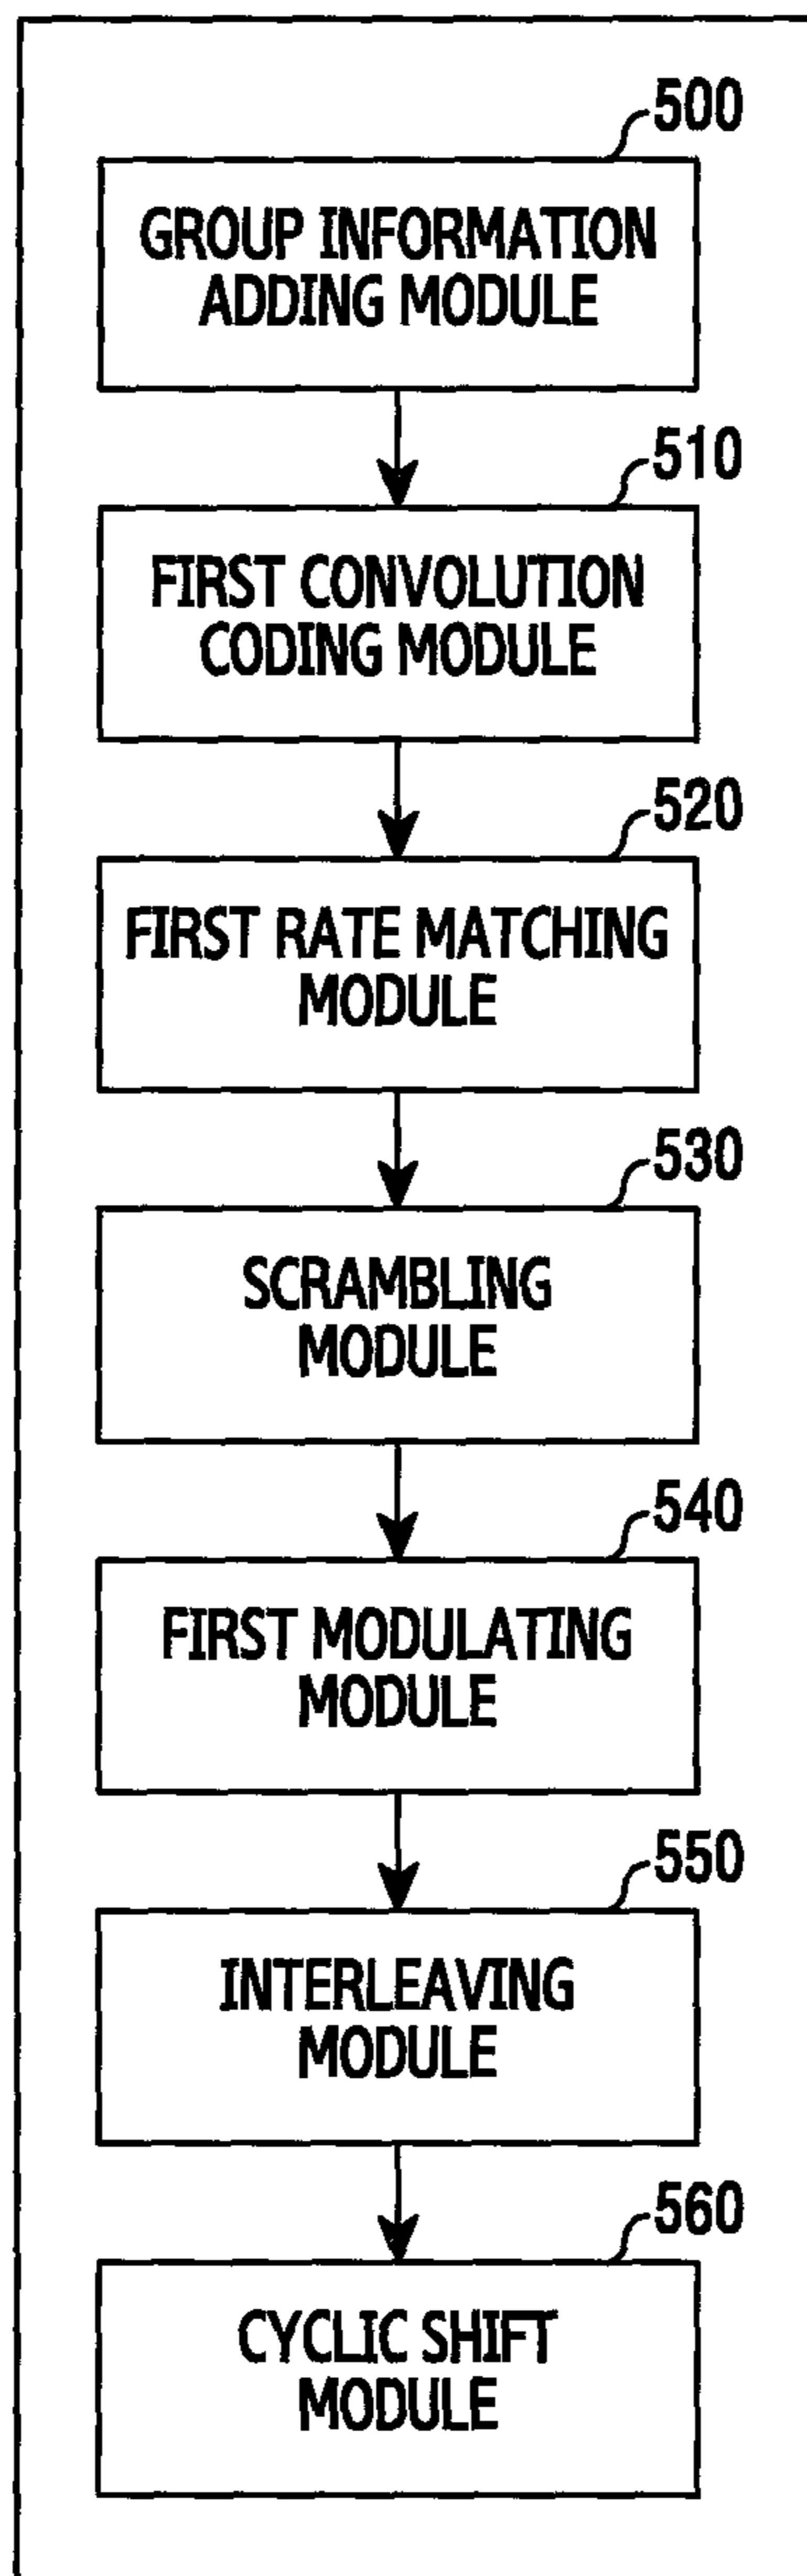 500
GROUP INFORMATION
ADDING MODULE
510
FIRST CONVOLUTION
CODING MODULE
520
FIRST RATE MATCHING
MODULE
530
SCRAMBLING
MODULE
540
FIRST MODULATING
MODULE
550
INTERLEAVING
MODULE
560
CYCLIC SHIFT
MODULE